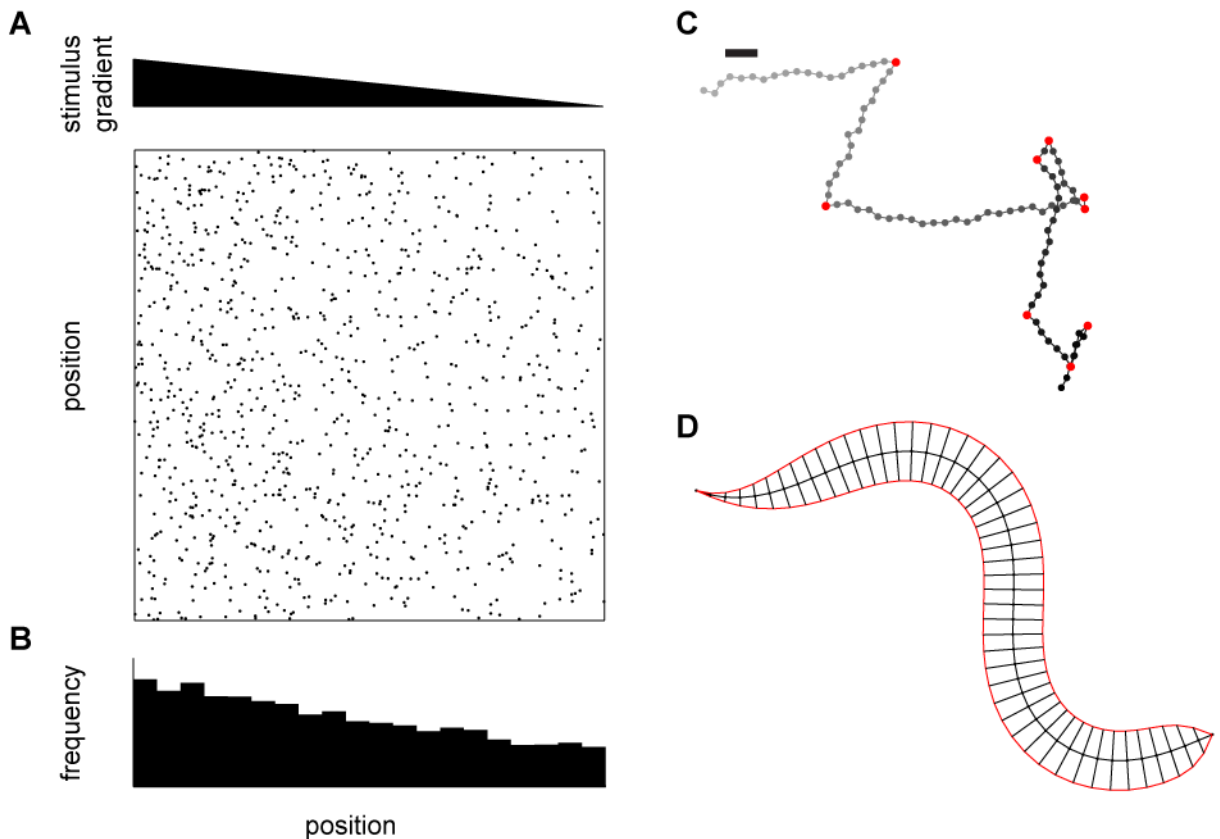 A
stimulus
gradient
position
B
frequency
position
C
D